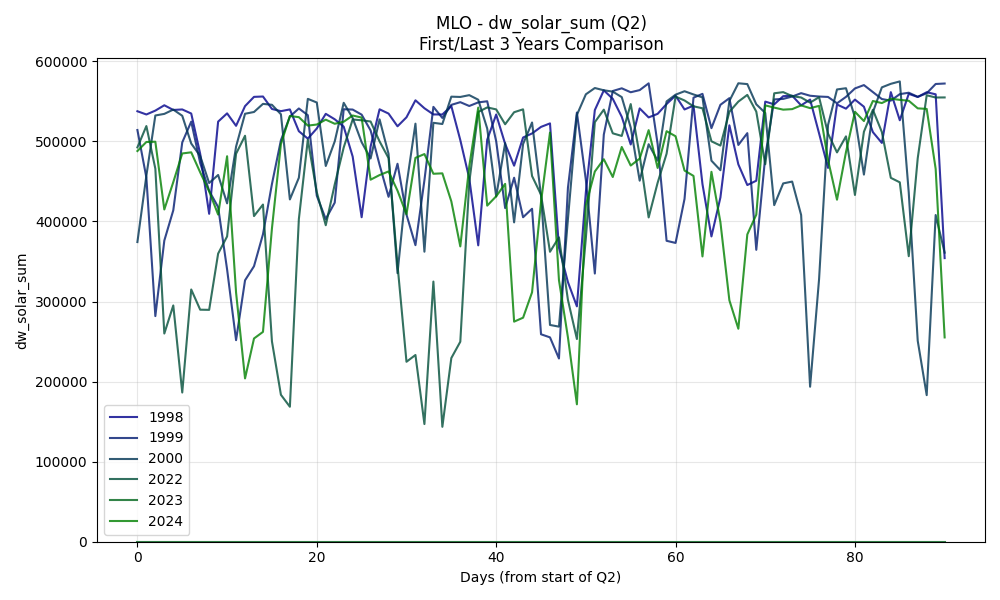 MLO - dw_solar_sum (Q2)
First/Last 3 Years Comparison
dw_solar_sum
600000
500000
400000
300000
200000
100000
0
1998
1999
2000
2022
2023
2024
0 20 40 60 80
Days (from start of Q2)